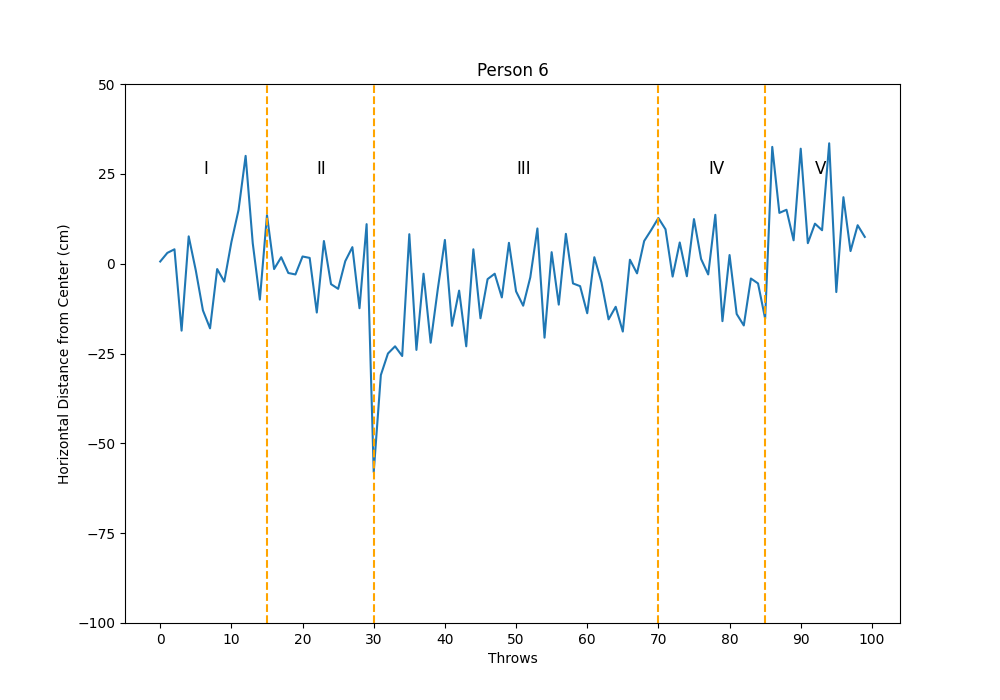 Person 6
50
25
0
−25
−50
−75
−100
Horizontal Distance from Center (cm)
I
II
III
IV
V
0 10 20 30 40 50 60 70 80 90 100
Throws